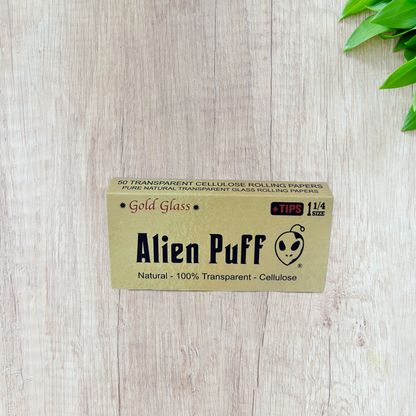 50 TRANSPARENT CELLULOSE ROLLING PAPERS
PURE NATURAL TRANSPARENT GLASS ROLLING PAPERS
Gold Glass
+TIPS 1 1/4 SIZE
Alien Puff ®
Natural - 100% Transparent - Cellulose